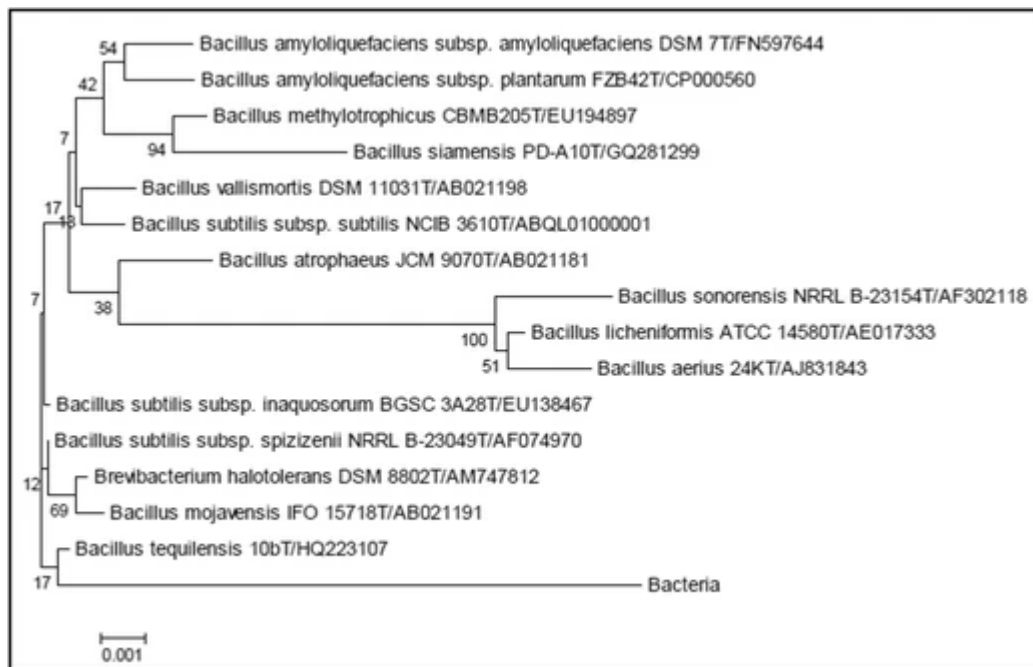 54
Bacillus amyloliquefaciens subsp. amyloliquefaciens DSM 7T/FN597644
42
Bacillus amyloliquefaciens subsp. plantarum FZB42T/CP000560
Bacillus methylotrophicus CBMB205T/EU194897
7
94
Bacillus siamensis PD-A10T/GQ281299
Bacillus vallismortis DSM 11031T/AB021198
17
13
Bacillus subtilis subsp. subtilis NCIB 3610T/ABQL01000001
Bacillus atrophaeus JCM 9070T/AB021181
7
38
Bacillus sonorensis NRRL B-23154T/AF302118
100
Bacillus licheniformis ATCC 14580T/AE017333
51
Bacillus aerius 24KT/AJ831843
Bacillus subtilis subsp. inaquosorum BGSC 3A28T/EU138467
Bacillus subtilis subsp. spizizenii NRRL B-23049T/AF074970
12
Brevibacterium halotolerans DSM 8802T/AM747812
69
Bacillus mojavensis IFO 15718T/AB021191
Bacillus tequilensis 10bT/HQ223107
17
Bacteria
0.001